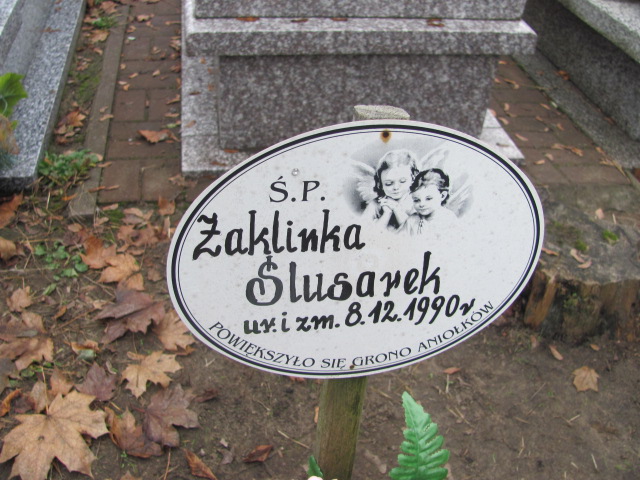 Ś.P.
Żaklinka
Ślusarek
ur. i zm. 8.12.1990r
POWIĘKSZYŁO SIĘ GRONO ANIOŁKÓW